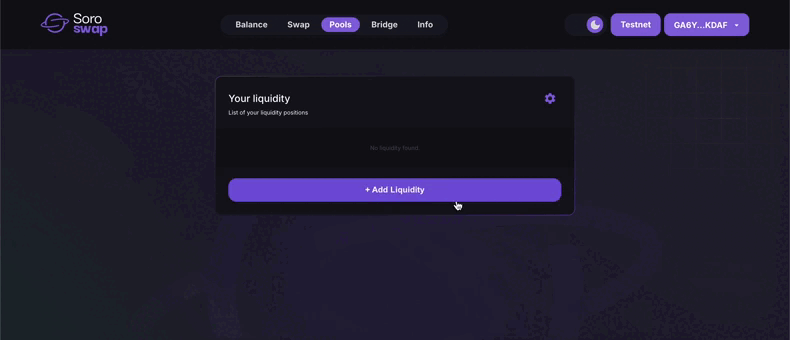 Soro
swap
Balance Swap Pools Bridge Info
Testnet GA6Y...KDAF
Your liquidity
List of your liquidity positions
No liquidity found
+ Add Liquidity